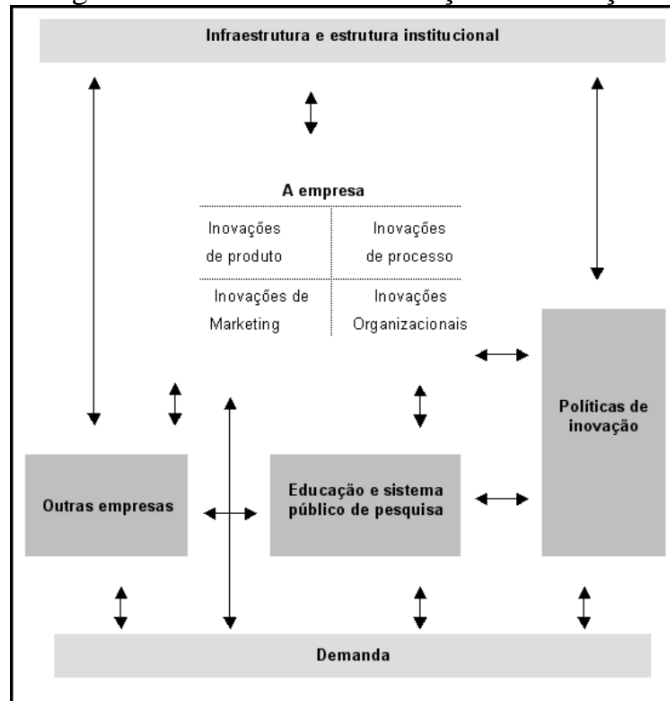 Infraestrutura e estrutura institucional
A empresa
Inovações
de produto
Inovações
de processo
Inovações de
Marketing
Inovações
Organizacionais
Políticas de
inovação
Outras empresas
Educação e sistema
público de pesquisa
Demanda